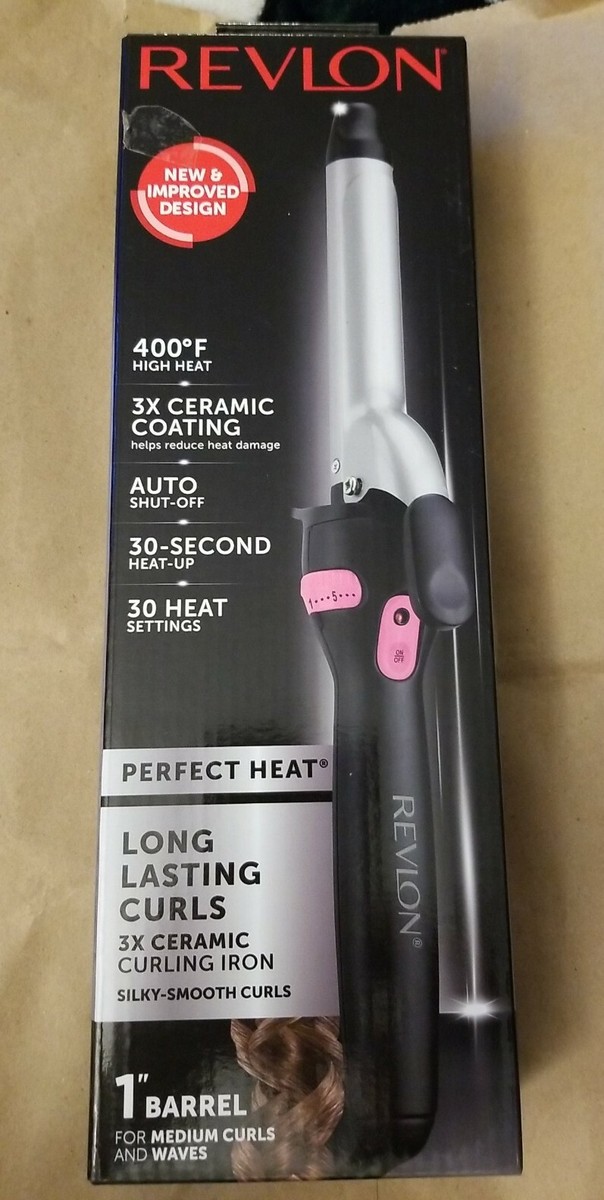 REVLON®
NEW &
IMPROVED
DESIGN
400°F
HIGH HEAT
3X CERAMIC
COATING
helps reduce heat damage
AUTO
SHUT-OFF
30-SECOND
HEAT-UP
30 HEAT
SETTINGS
1••••5•••
ON
OFF
PERFECT HEAT®
LONG
LASTING
CURLS
3X CERAMIC
CURLING IRON
SILKY-SMOOTH CURLS
REVLON®
1" BARREL
FOR MEDIUM CURLS
AND WAVES